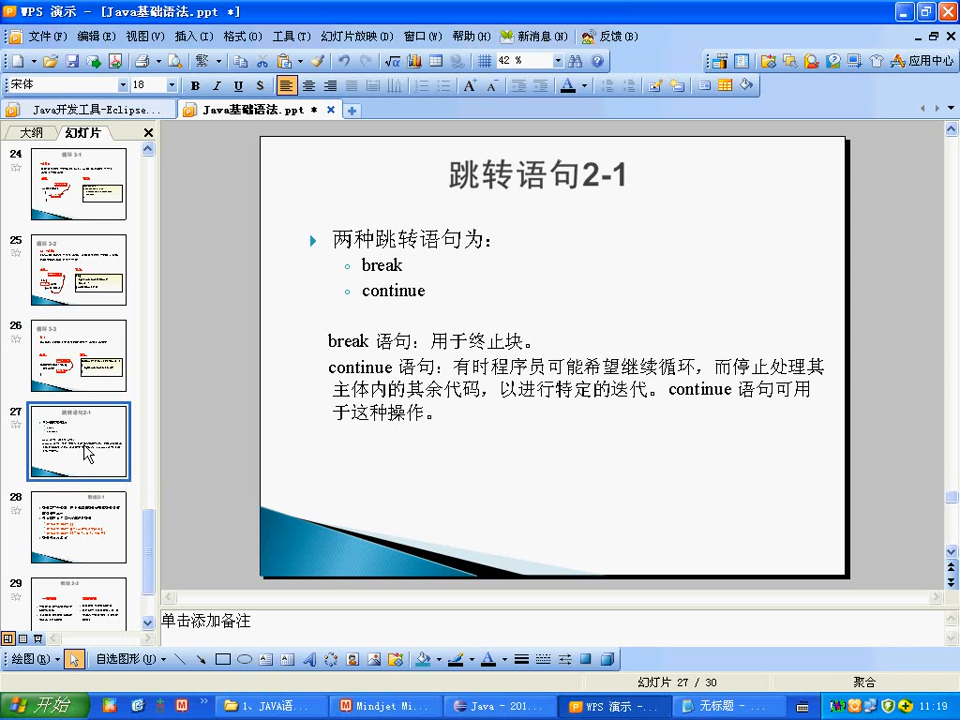 WPS 演示 - [Java基础语法.ppt *]
文件(F) 编辑(E) 视图(V) 插入(I) 格式(O) 工具(T) 幻灯片放映(D) 窗口(W) 帮助(H) 新消息(N) 反馈(B)
42 %
应用中心
宋体 18 B I U S
Java开发工具-Eclipse... Java基础语法.ppt *
大纲 幻灯片
24
25
26
27
28
29
跳转语句2-1
两种跳转语句为：
break
continue
break 语句：用于终止块。
continue 语句：有时程序员可能希望继续循环，而停止处理其
主体内的其余代码，以进行特定的迭代。continue 语句可用
于这种操作。
单击添加备注
绘图(R) 自选图形(U)
幻灯片 27 / 30 聚合
开始 1、JAVA语... Mindjet Mi... Java - 201... WPS 演示 -... 无标题 - ... 11:19